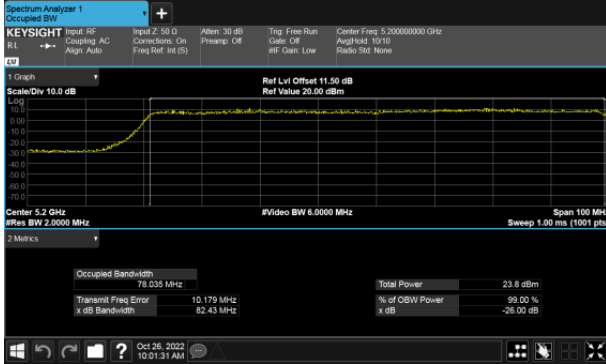 Spectrum Analyzer 1
Occupied BW
+
KEYSIGHT
Input: RF
Coupling: AC
Align: Auto
Input Z: 50 Ω
Corrections: On
Freq Ref: Int (S)
Atten: 30 dB
Preamp: Off
Trig: Free Run
Gate: Off
#IF Gain: Low
Center Freq: 5.200000000 GHz
Avg|Hold: 10/10
Radio Std: None
R L
LXI
1 Graph
Scale/Div 10.0 dB
Ref Lvl Offset 11.50 dB
Ref Value 20.00 dBm
Log
10.0
0.00
-10.0
-20.0
-30.0
-40.0
-50.0
-60.0
-70.0
Center 5.2 GHz
#Res BW 2.0000 MHz
#Video BW 6.0000 MHz
Span 100 MHz
Sweep 1.00 ms (1001 pts
2 Metrics
Occupied Bandwidth
78.035 MHz
Transmit Freq Error 10.179 MHz
x dB Bandwidth 82.43 MHz
Total Power 23.8 dBm
% of OBW Power 99.00 %
x dB -26.00 dB
?
Oct 26, 2022
10:01:31 AM